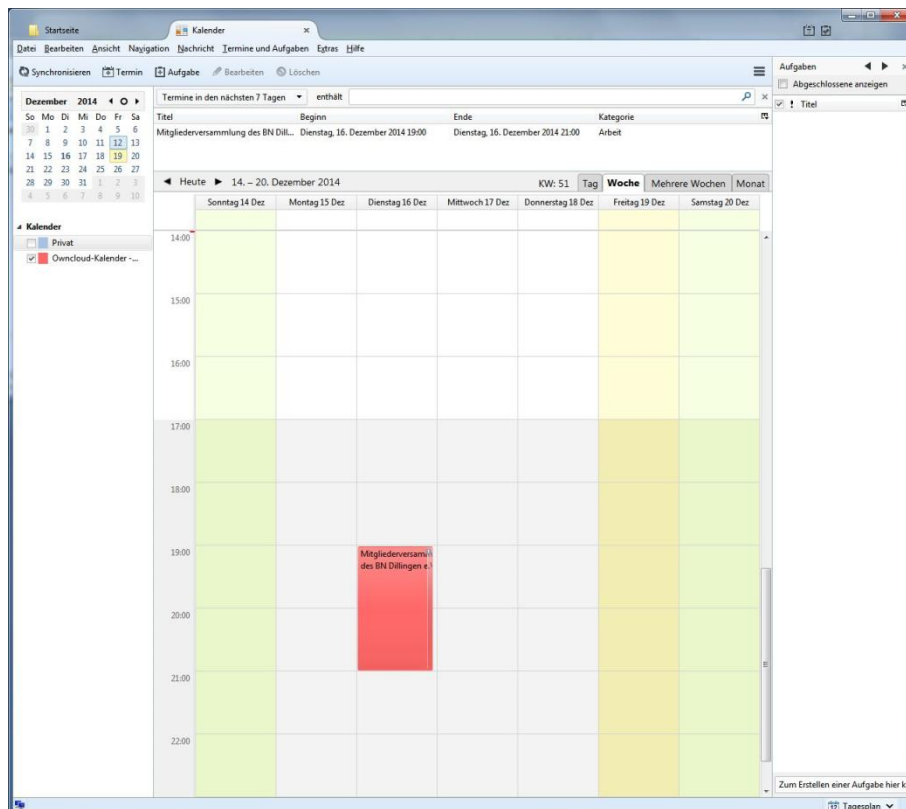 Startseite
Kalender
Datei Bearbeiten Ansicht Navigation Nachricht Termine und Aufgaben Extras Hilfe
Synchronisieren Termin Aufgabe Bearbeiten Löschen
Dezember 2014
So Mo Di Mi Do Fr Sa
30 1 2 3 4 5 6
7 8 9 10 11 12 13
14 15 16 17 18 19 20
21 22 23 24 25 26 27
28 29 30 31 1 2 3
4 5 6 7 8 9 10
Kalender
Privat
Owncloud-Kalender -...
Termine in den nächsten 7 Tagen enthält
Titel Beginn Ende Kategorie
Mitgliederversammlung des BN Dill... Dienstag, 16. Dezember 2014 19:00 Dienstag, 16. Dezember 2014 21:00 Arbeit
Heute 14. – 20. Dezember 2014 KW: 51 Tag Woche Mehrere Wochen Monat
Sonntag 14 Dez Montag 15 Dez Dienstag 16 Dez Mittwoch 17 Dez Donnerstag 18 Dez Freitag 19 Dez Samstag 20 Dez
14:00
15:00
16:00
17:00
18:00
19:00
Mitgliederversamml
des BN Dillingen e.V
20:00
21:00
22:00
Aufgaben
Abgeschlossene anzeigen
! Titel
Zum Erstellen einer Aufgabe hier k
12 Tagesplan